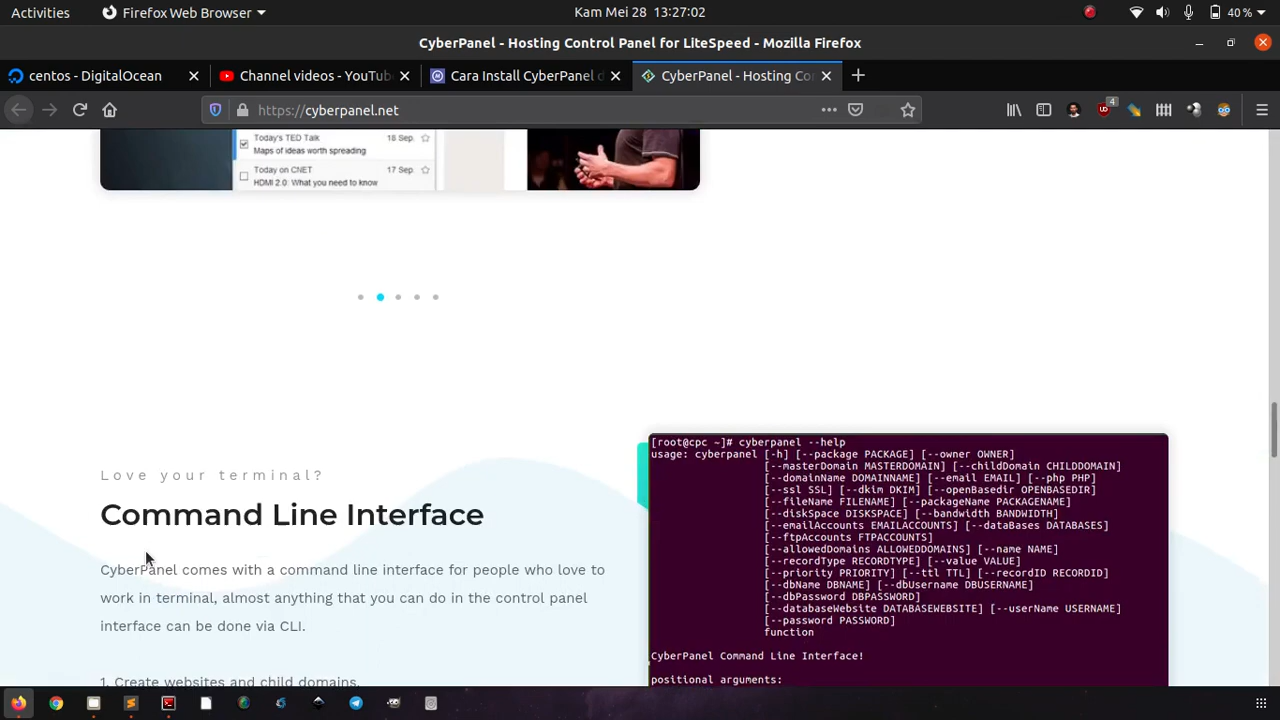 Activities
Firefox Web Browser
Kam Mei 28 13:27:02
40 %
CyberPanel - Hosting Control Panel for LiteSpeed - Mozilla Firefox
centos - DigitalOcean
Channel videos - YouTub
Cara Install CyberPanel d
CyberPanel - Hosting Co
https://cyberpanel.net
4
Today's TED Talk
18 Sep.
Maps of ideas worth spreading
Today on CNET
17 Sep.
HDMI 2.0: What you need to know
Love your terminal?
Command Line Interface
CyberPanel comes with a command line interface for people who love to
work in terminal, almost anything that you can do in the control panel
interface can be done via CLI.
1. Create websites and child domains.
[root@cpc ~]# cyberpanel --help
usage: cyberpanel [-h] [--package PACKAGE] [--owner OWNER]
[--masterDomain MASTERDOMAIN] [--childDomain CHILDDOMAIN]
[--domainName DOMAINNAME] [--email EMAIL] [--php PHP]
[--ssl SSL] [--dkim DKIM] [--openBasedir OPENBASEDIR]
[--fileName FILENAME] [--packageName PACKAGENAME]
[--diskSpace DISKSPACE] [--bandwidth BANDWIDTH]
[--emailAccounts EMAILACCOUNTS] [--dataBases DATABASES]
[--ftpAccounts FTPACCOUNTS]
[--allowedDomains ALLOWEDDOMAINS] [--name NAME]
[--recordType RECORDTYPE] [--value VALUE]
[--priority PRIORITY] [--ttl TTL] [--recordID RECORDID]
[--dbName DBNAME] [--dbUsername DBUSERNAME]
[--dbPassword DBPASSWORD]
[--databaseWebsite DATABASEWEBSITE] [--userName USERNAME]
[--password PASSWORD]
function
CyberPanel Command Line Interface!
positional arguments: